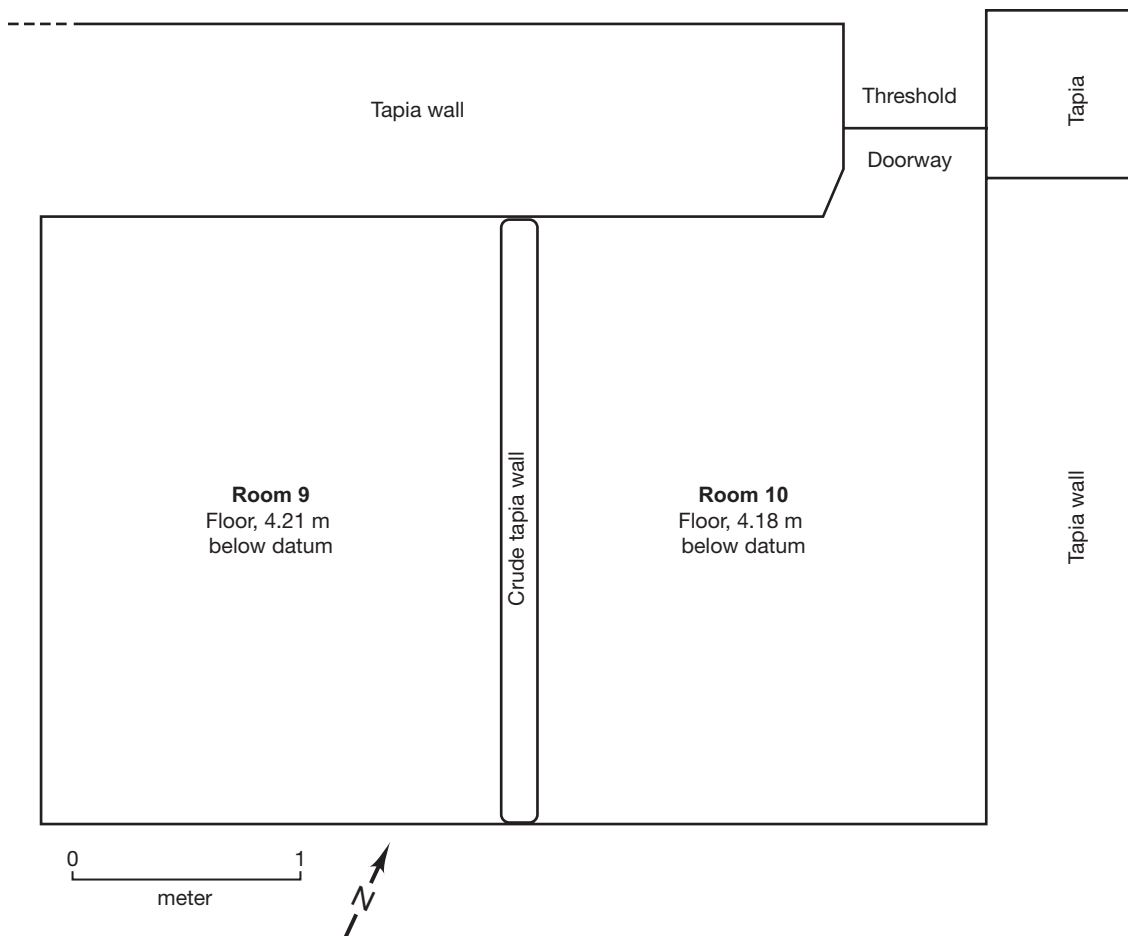 Threshold
Tapia
Tapia wall
Doorway
Room 9
Floor, 4.21 m
below datum
Crude tapia wall
Room 10
Floor, 4.18 m
below datum
Tapia wall
0 1
meter
N